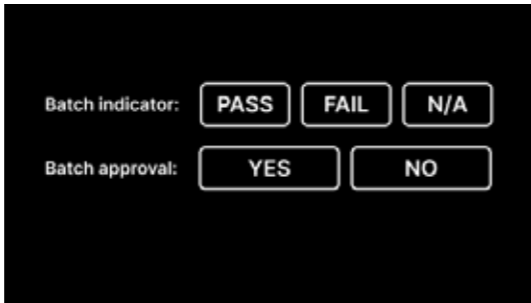 Batch indicator: PASS FAIL N/A
Batch approval: YES NO